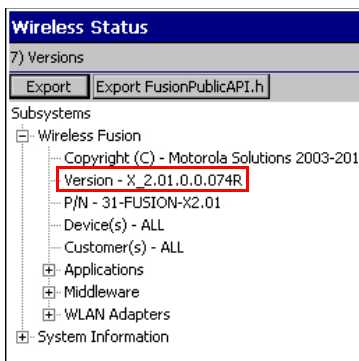 Wireless Status
7) Versions
Export Export FusionPublicAPI.h
Subsystems
Wireless Fusion
Copyright (C) - Motorola Solutions 2003-201
Version - X_2.01.0.0.074R
P/N - 31-FUSION-X2.01
Device(s) - ALL
Customer(s) - ALL
Applications
Middleware
WLAN Adapters
System Information